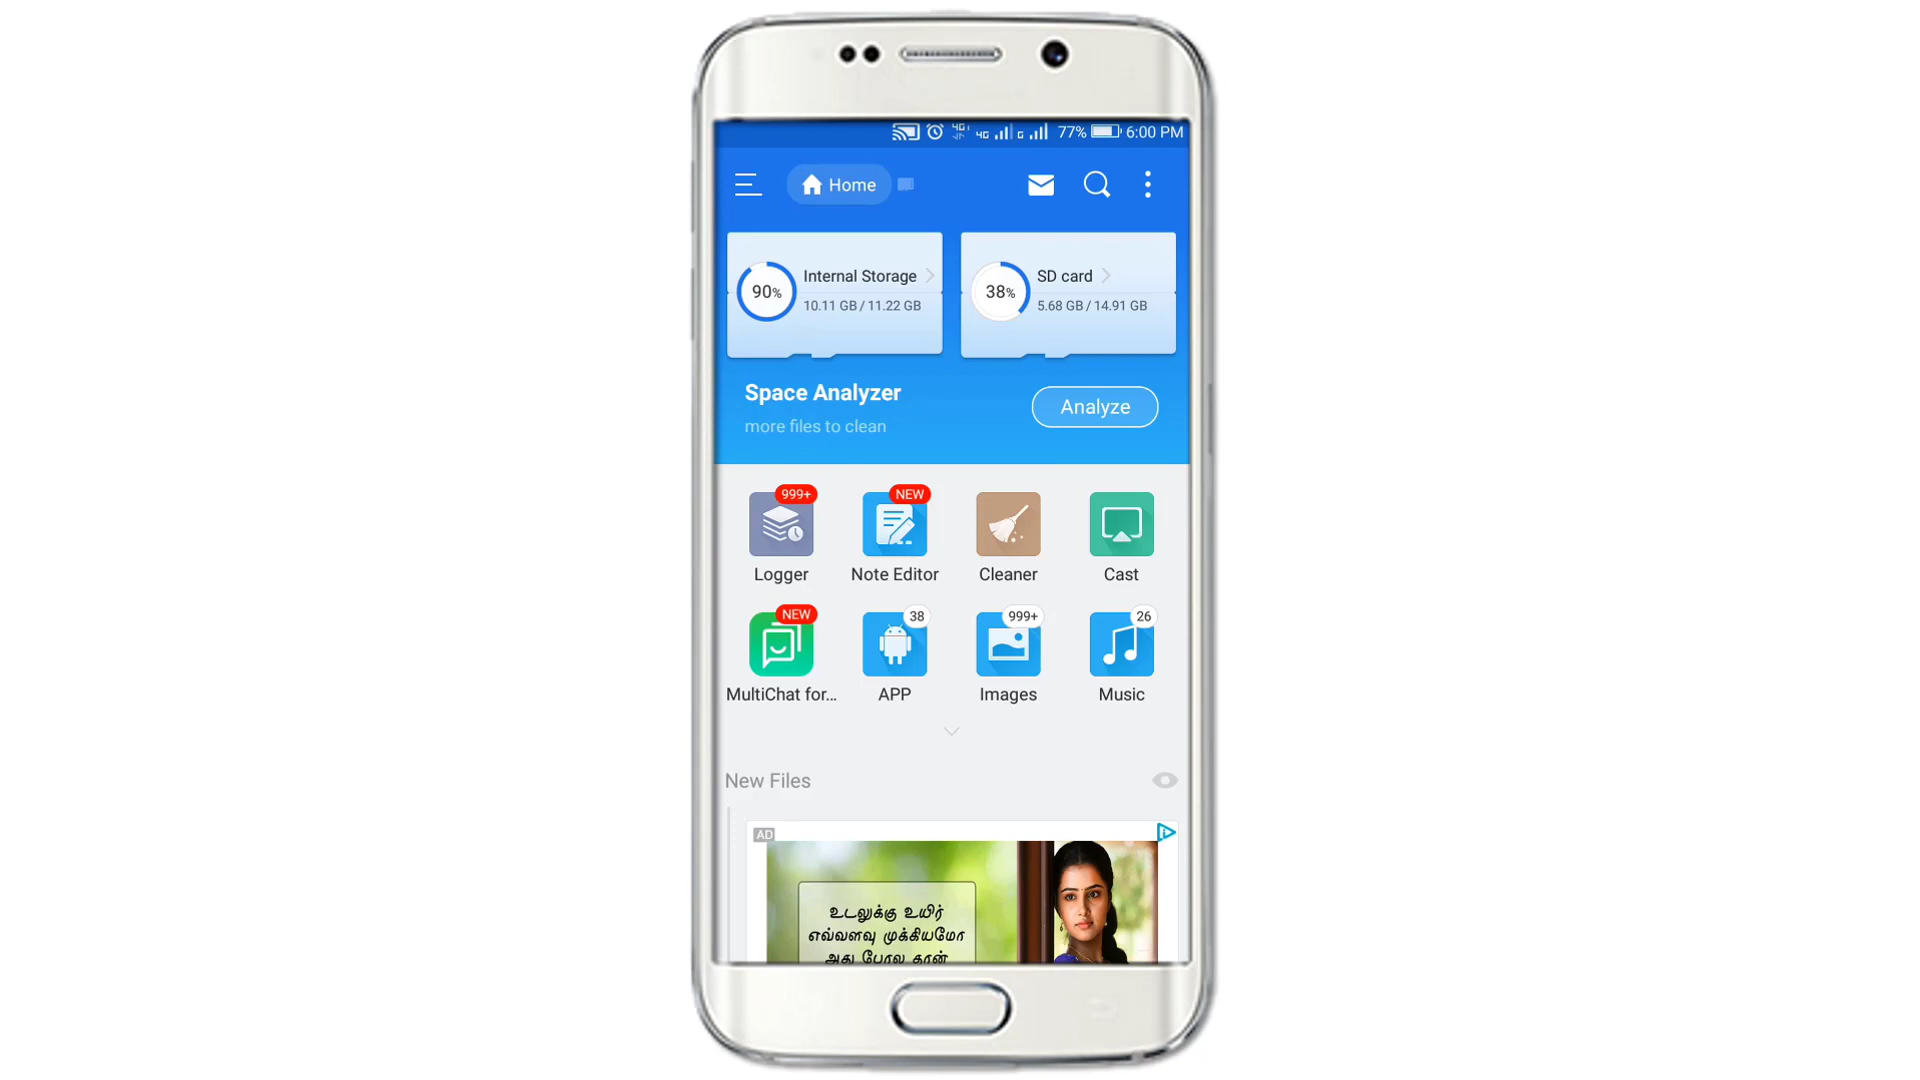 77% 6:00 PM
Home
90% Internal Storage
10.11 GB / 11.22 GB
38% SD card
5.68 GB / 14.91 GB
Space Analyzer
more files to clean
Analyze
999+ NEW
Logger Note Editor Cleaner Cast
NEW 38 999+ 26
MultiChat for... APP Images Music
New Files
AD
உடலுக்கு உயிர்
எவ்வளவு முக்கியமோ
அது போல தான்